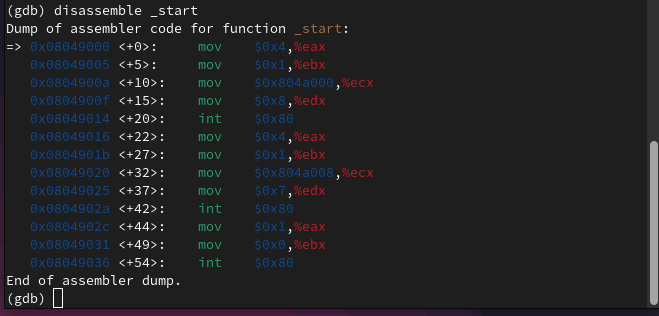 (gdb) disassemble _start
Dump of assembler code for function _start:
=> 0x08049000 <+0>:     mov    $0x4,%eax
   0x08049005 <+5>:     mov    $0x1,%ebx
   0x0804900a <+10>:    mov    $0x804a000,%ecx
   0x0804900f <+15>:    mov    $0x8,%edx
   0x08049014 <+20>:    int    $0x80
   0x08049016 <+22>:    mov    $0x4,%eax
   0x0804901b <+27>:    mov    $0x1,%ebx
   0x08049020 <+32>:    mov    $0x804a008,%ecx
   0x08049025 <+37>:    mov    $0x7,%edx
   0x0804902a <+42>:    int    $0x80
   0x0804902c <+44>:    mov    $0x1,%eax
   0x08049031 <+49>:    mov    $0x0,%ebx
   0x08049036 <+54>:    int    $0x80
End of assembler dump.
(gdb)